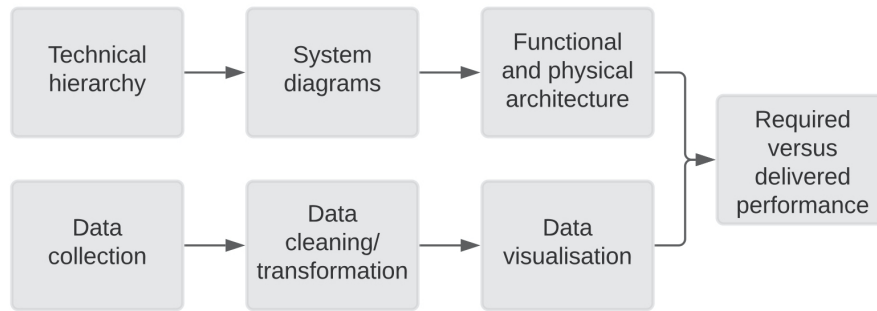 Technical
hierarchy
System
diagrams
Functional
and physical
architecture
Required
versus
delivered
performance
Data
collection
Data
cleaning/
transformation
Data
visualisation